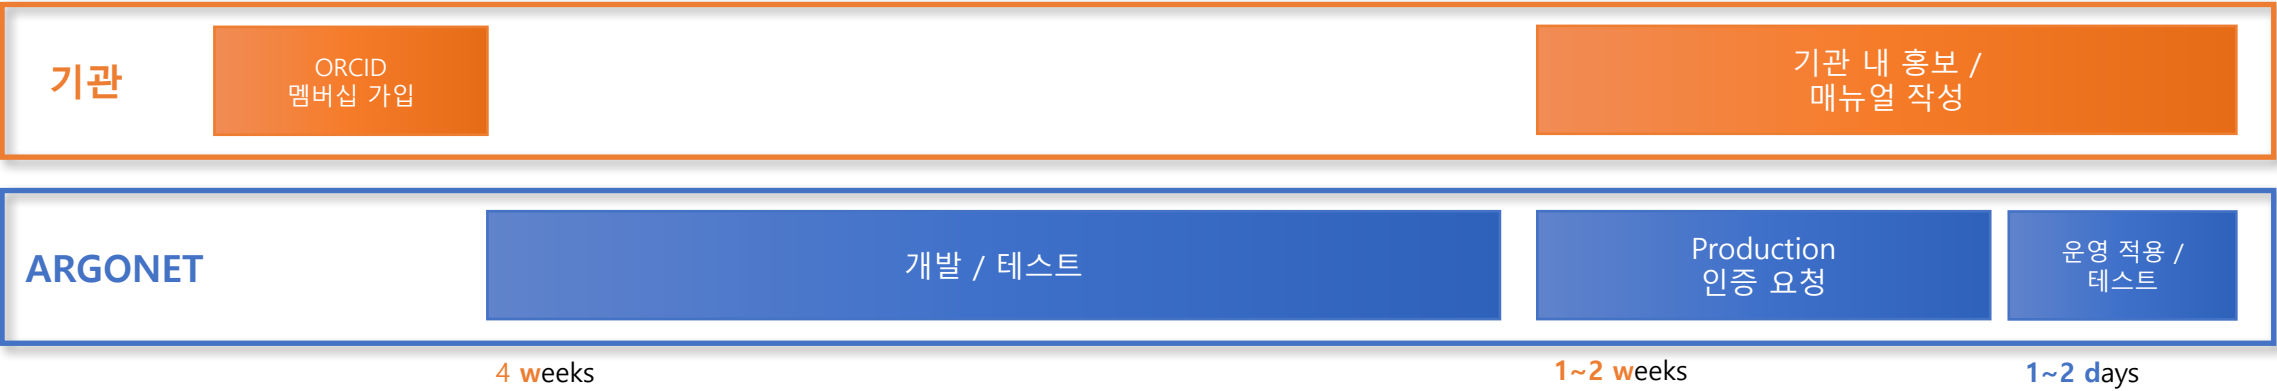 기관
ORCID
멤버십 가입
기관 내 홍보 /
매뉴얼 작성
ARGONET
개발 / 테스트
Production
인증 요청
운영 적용 /
테스트
4 weeks
1~2 weeks
1~2 days